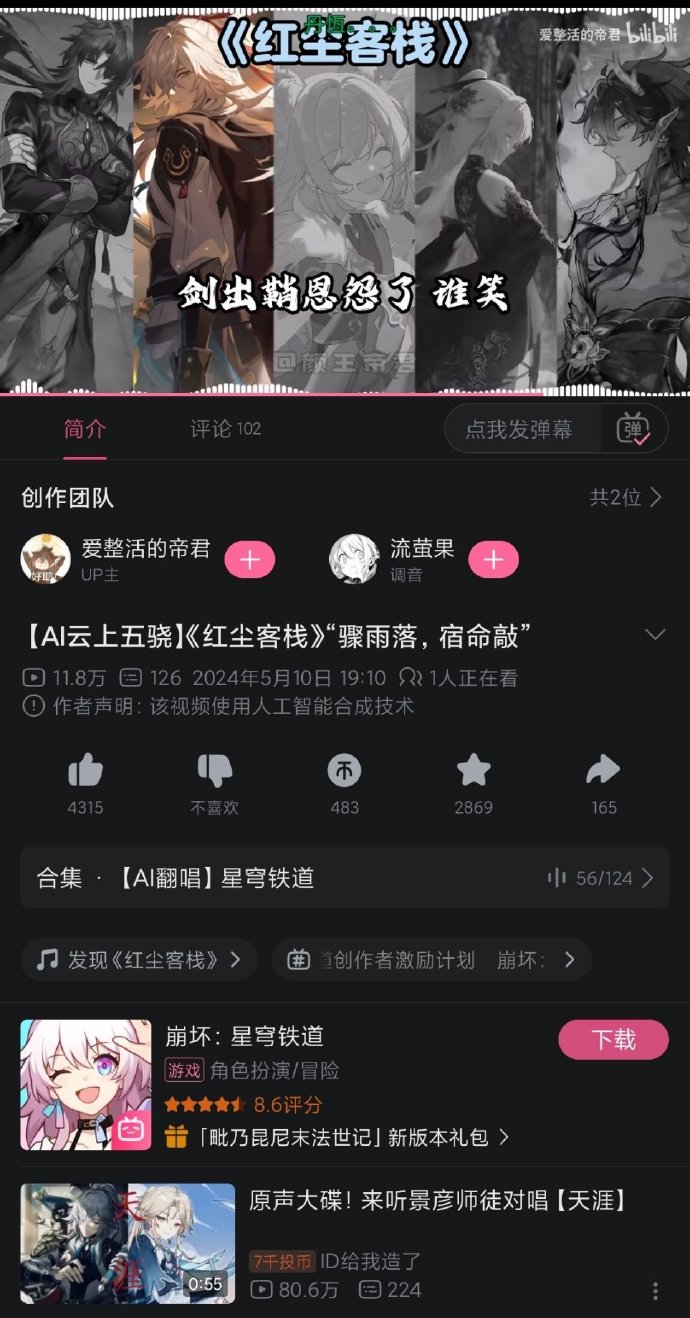 丹恒。。
《红尘客栈》
爱整活的帝君 bilibili
剑出鞘恩怨了 谁笑
@颜王帝君
简介
评论 102
点我发弹幕
弹
创作团队
共2位
爱整活的帝君
UP主
流萤果
调音
【AI云上五骁】《红尘客栈》“骤雨落，宿命敲”
11.8万 126 2024年5月10日 19:10 1人正在看
作者声明：该视频使用人工智能合成技术
4315
不喜欢
483
2869
165
合集 · 【AI翻唱】星穹铁道
56/124
发现《红尘客栈》
道创作者激励计划 崩坏：
崩坏：星穹铁道
下载
游戏 角色扮演/冒险
8.6评分
「毗乃昆尼末法世记」新版本礼包
天涯
0:55
原声大碟！来听景彦师徒对唱【天涯】
7千投币 ID给我造了
80.6万 224